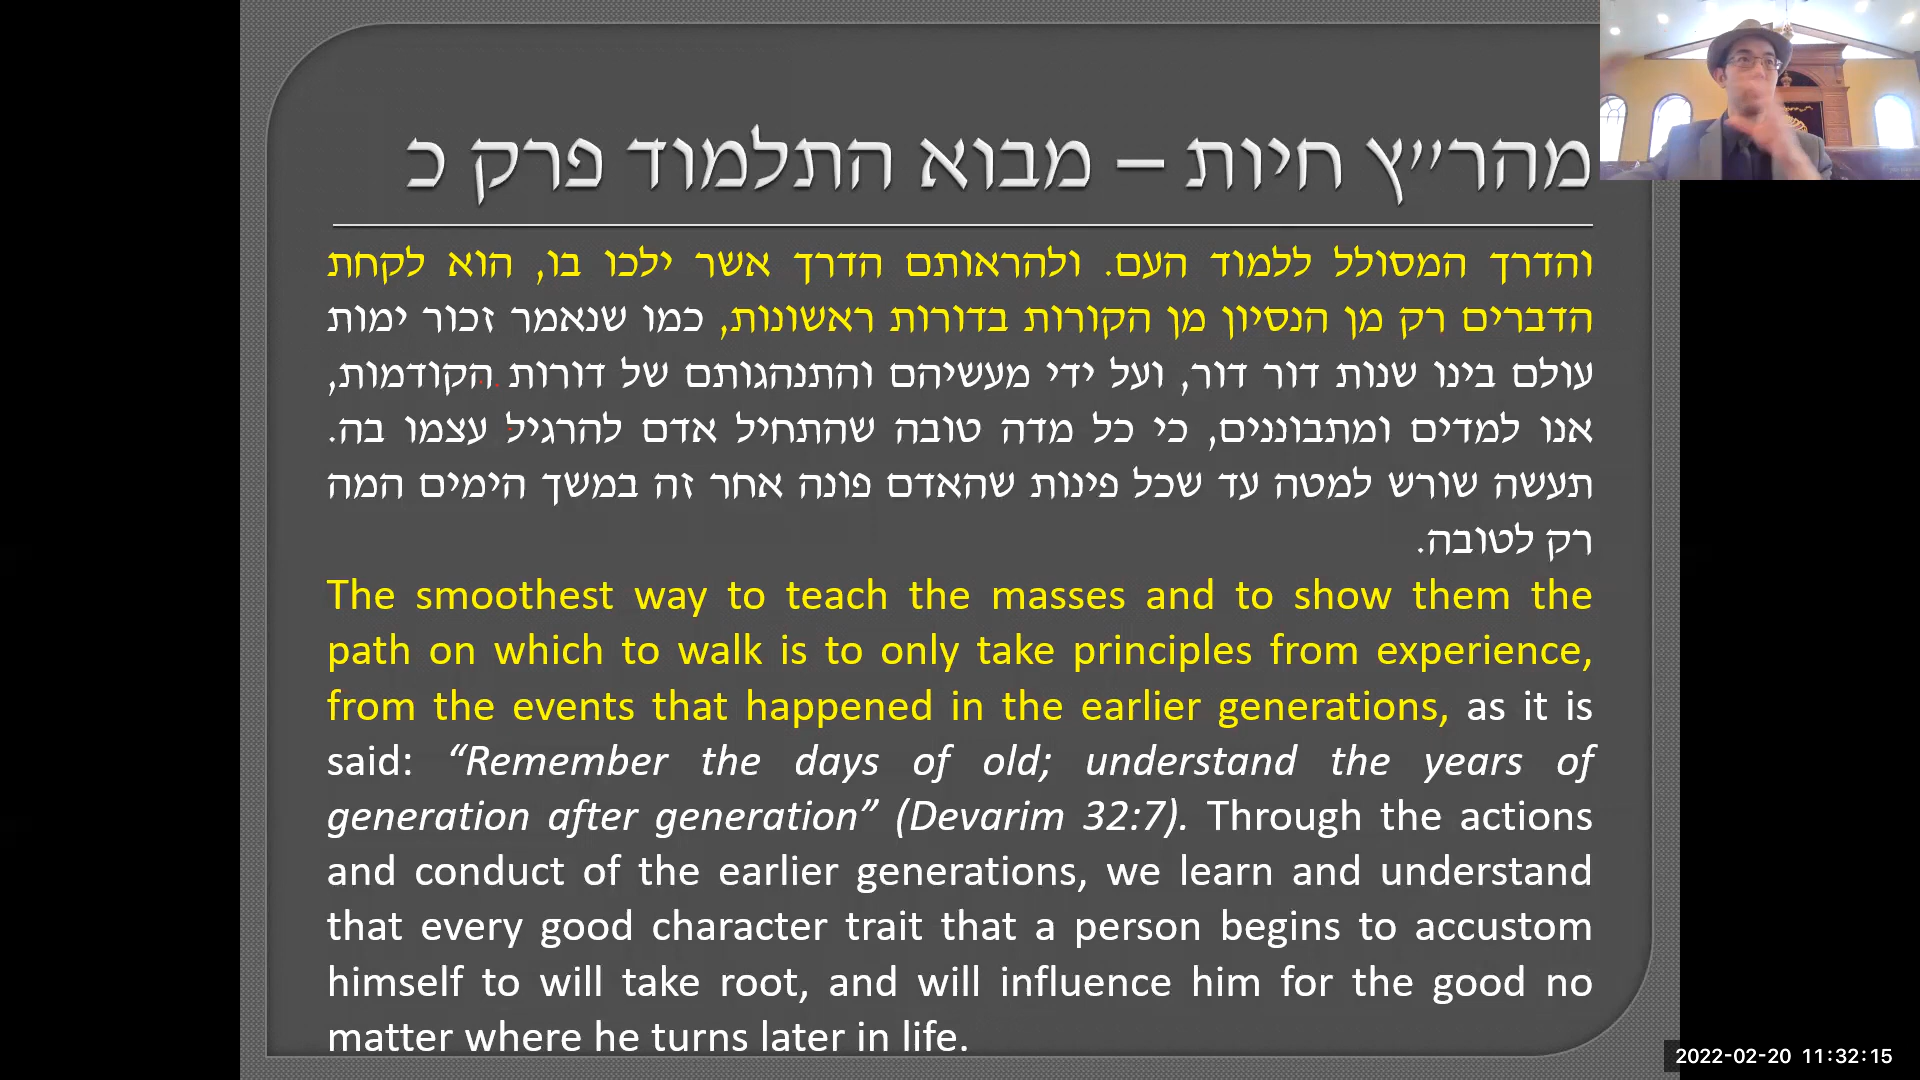 מהר״ץ חיות – מבוא התלמוד פרק כ
והדרך המסולל ללמוד העם. ולהראותם הדרך אשר ילכו בו, הוא לקחת
הדברים רק מן הנסיון מן הקורות בדורות ראשונות, כמו שנאמר זכור ימות
עולם בינו שנות דור דור, ועל ידי מעשיהם והתנהגותם של דורות הקודמות,
אנו למדים ומתבוננים, כי כל מדה טובה שהתחיל אדם להרגיל עצמו בה.
תעשה שורש למטה עד שכל פינות שהאדם פונה אחר זה במשך הימים המה
רק לטובה.
The smoothest way to teach the masses and to show them the
path on which to walk is to only take principles from experience,
from the events that happened in the earlier generations, as it is
said: “Remember the days of old; understand the years of
generation after generation” (Devarim 32:7). Through the actions
and conduct of the earlier generations, we learn and understand
that every good character trait that a person begins to accustom
himself to will take root, and will influence him for the good no
matter where he turns later in life.
2022-02-20 11:32:15